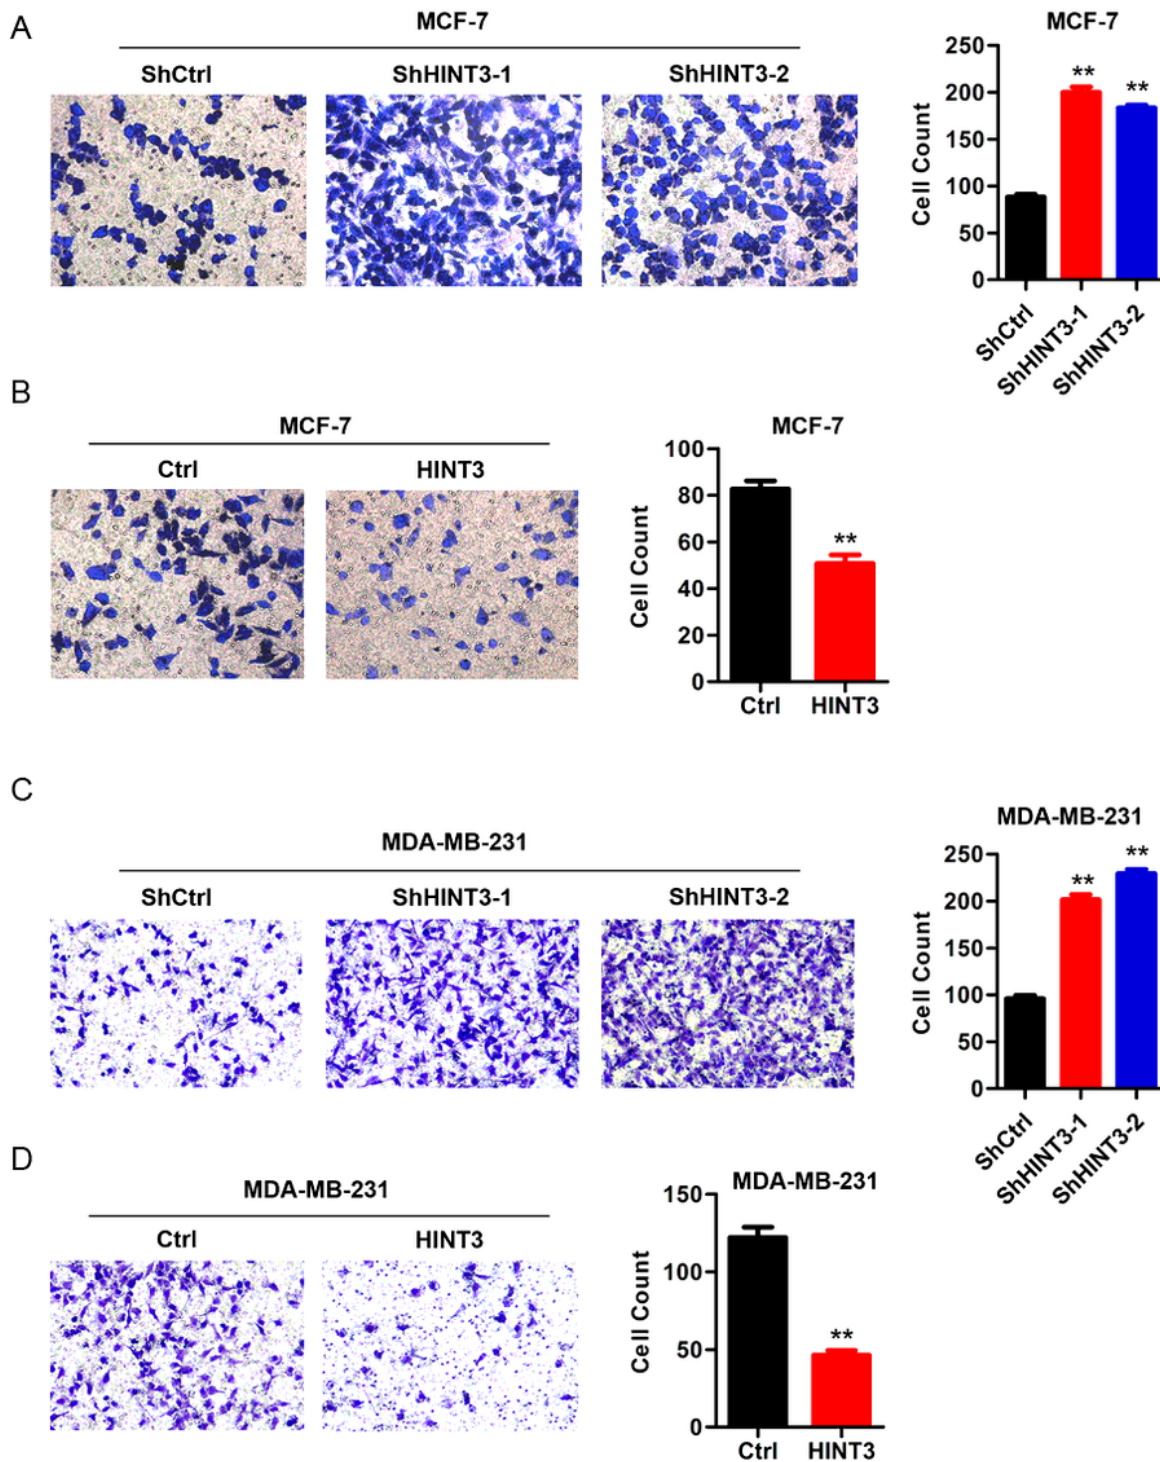 A
MCF-7
ShCtrl ShHINT3-1 ShHINT3-2
MCF-7
250
200
150
100
50
0
Cell Count
** **
ShCtrl ShHINT3-1 ShHINT3-2
B
MCF-7
Ctrl HINT3
MCF-7
100
80
60
40
20
0
Cell Count
**
Ctrl HINT3
C
MDA-MB-231
ShCtrl ShHINT3-1 ShHINT3-2
MDA-MB-231
250
200
150
100
50
0
Cell Count
** **
ShCtrl ShHINT3-1 ShHINT3-2
D
MDA-MB-231
Ctrl HINT3
MDA-MB-231
150
100
50
0
Cell Count
**
Ctrl HINT3